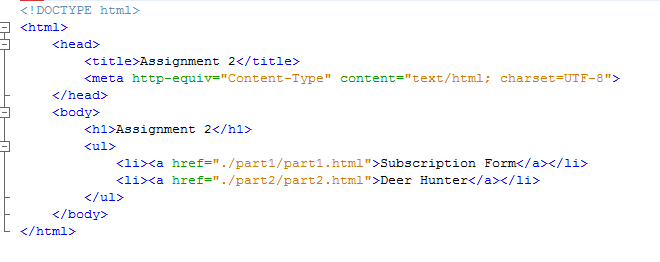 <!DOCTYPE html>
<html>
<head>
<title>Assignment 2</title>
<meta http-equiv="Content-Type" content="text/html; charset=UTF-8">
</head>
<body>
<h1>Assignment 2</h1>
<ul>
<li><a href="./part1/part1.html">Subscription Form</a></li>
<li><a href="./part2/part2.html">Deer Hunter</a></li>
</ul>
</body>
</html>